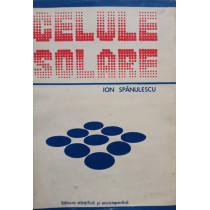 CELULE
SOLARE
ION SPÂNULESCU
Editura științifică și enciclopedică